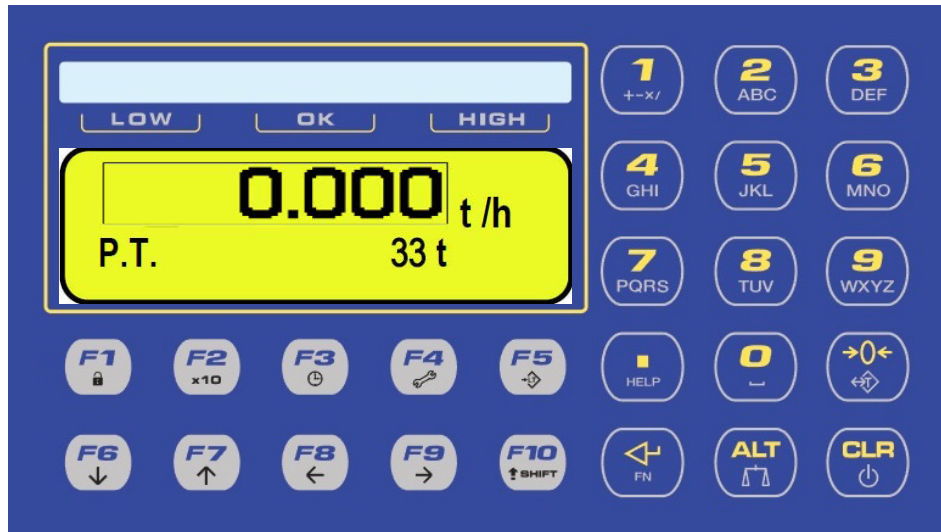 LOW OK HIGH
0.000 t /h
P.T. 33 t
F1 F2 F3 F4 F5
x10
F6 F7 F8 F9 F10
SHIFT
1 2 3
+-×/ ABC DEF
4 5 6
GHI JKL MNO
7 8 9
PQRS TUV WXYZ
. 0 →0←
HELP T
ALT CLR
FN